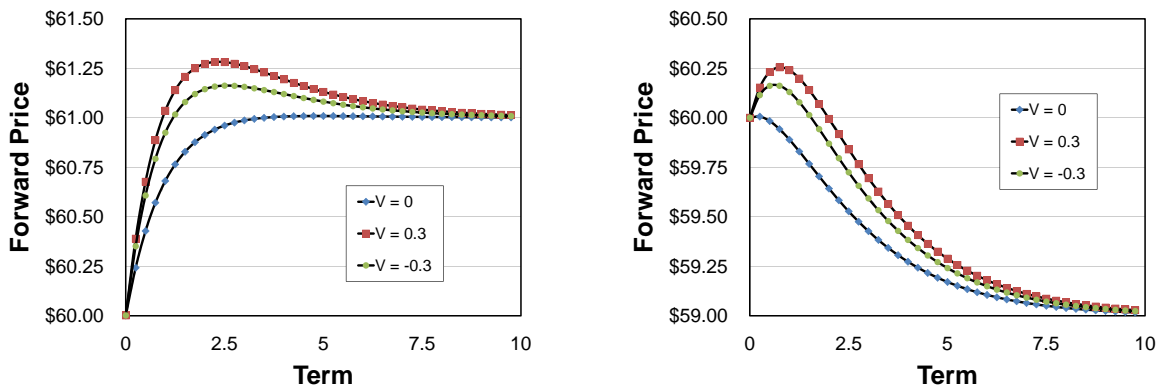 Forward Price
$61.50
$61.25
$61.00
$60.75
$60.50
$60.25
$60.00
0 2.5 5 7.5 10
Term
V = 0
V = 0.3
V = -0.3
Forward Price
$60.50
$60.25
$60.00
$59.75
$59.50
$59.25
$59.00
0 2.5 5 7.5 10
Term
V = 0
V = 0.3
V = -0.3